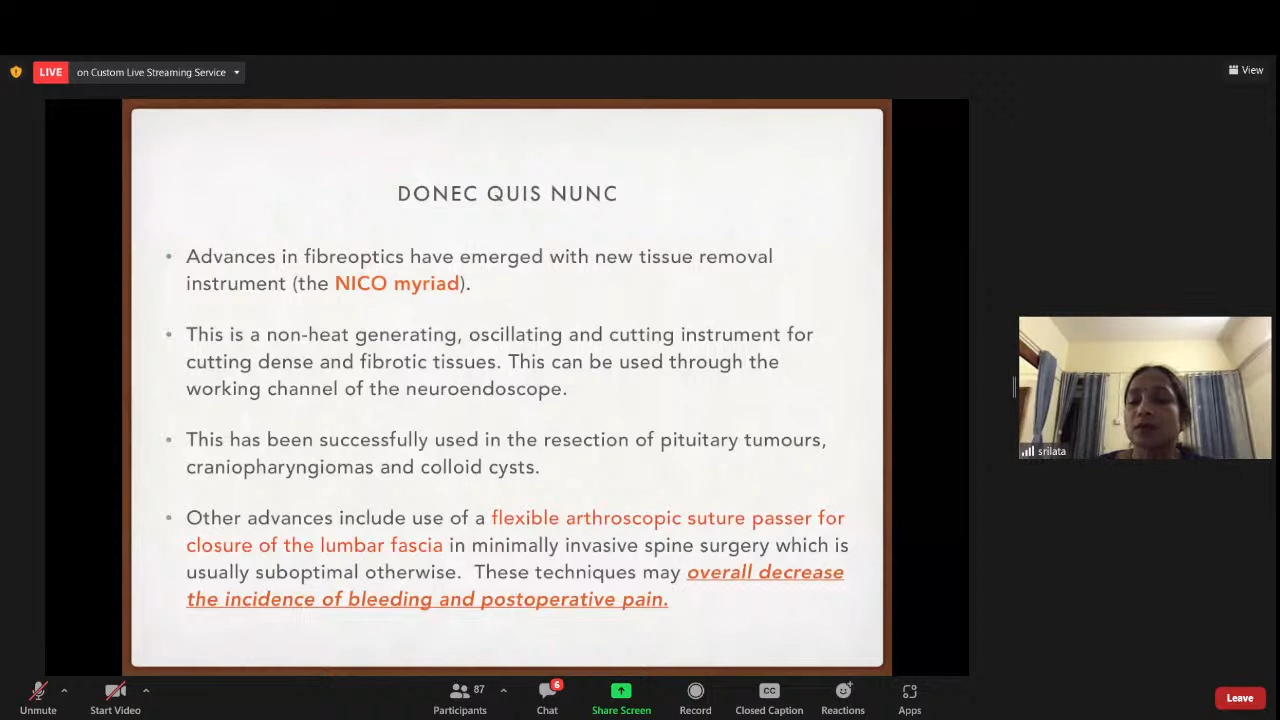 LIVE on Custom Live Streaming Service
View
DONEC QUIS NUNC
• Advances in fibreoptics have emerged with new tissue removal
instrument (the NICO myriad).
• This is a non-heat generating, oscillating and cutting instrument for
cutting dense and fibrotic tissues. This can be used through the
working channel of the neuroendoscope.
• This has been successfully used in the resection of pituitary tumours,
craniopharyngiomas and colloid cysts.
• Other advances include use of a flexible arthroscopic suture passer for
closure of the lumbar fascia in minimally invasive spine surgery which is
usually suboptimal otherwise. These techniques may overall decrease
the incidence of bleeding and postoperative pain.
srilata
87
6
Unmute
Start Video
Participants
Chat
Share Screen
Record
CC
Closed Caption
Reactions
Apps
Leave